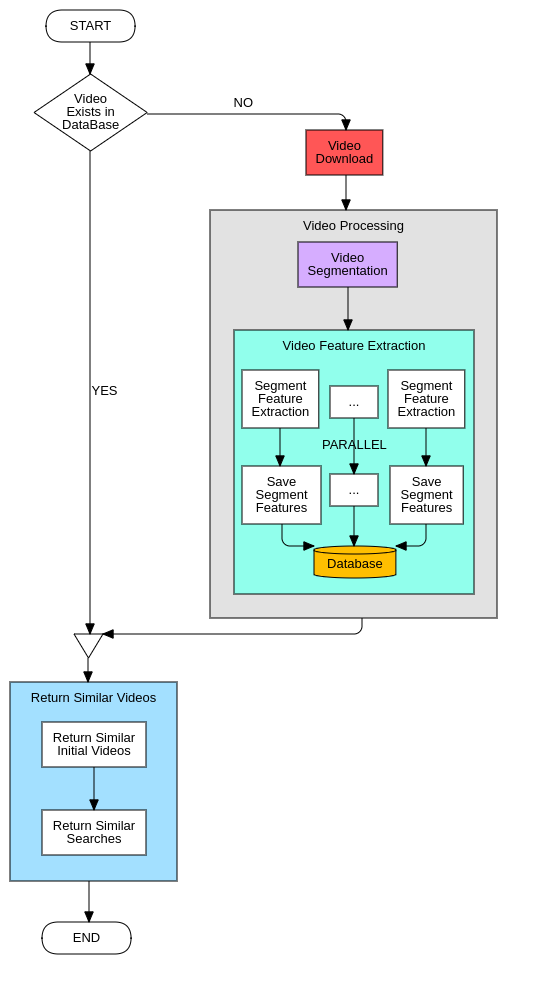 START
Video
Exists in
DataBase
NO
Video
Download
Video Processing
Video
Segmentation
Video Feature Extraction
Segment
Feature
Extraction
...
Segment
Feature
Extraction
YES
PARALLEL
Save
Segment
Features
...
Save
Segment
Features
Database
Return Similar Videos
Return Similar
Initial Videos
Return Similar
Searches
END